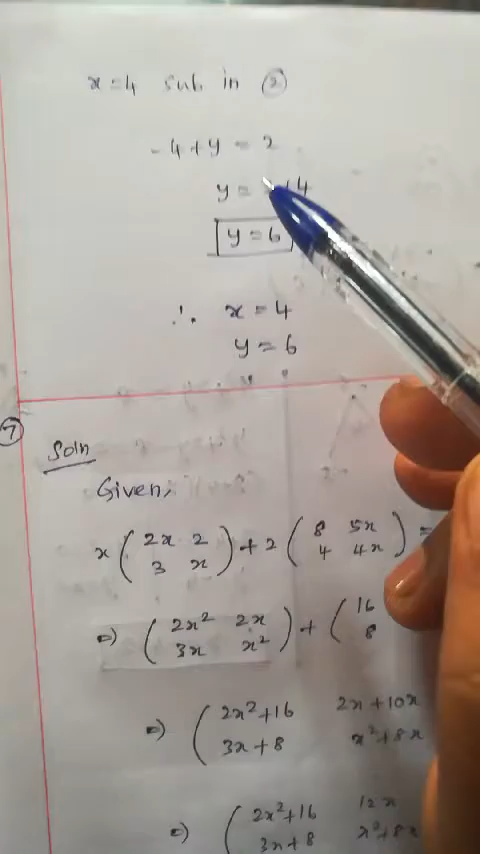 x = 4 sub in ②
- 4 + y = 2
y = + 4
y = 6
∴ x = 4
y = 6
⑦
Soln
Given,
x ( 2x 2 ) + 2 ( 8 5x ) =
3 x 4 4x
⇒ ( 2x² 2x ) + ( 16
3x x² 8
⇒ ( 2x²+16 2x+10x
3x+8 x²+8x
⇒ ( 2x²+16 12x
3x+8 x²+8x